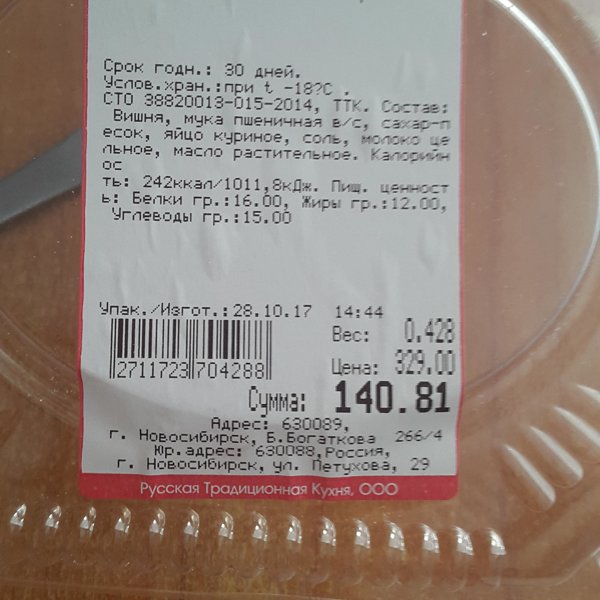 Срок годн.: 30 дней.
Услов.хран.:при t -18?С .
СТО 38820013-015-2014, ТТК. Состав:
Вишня, мука пшеничная в/с, сахар-п
есок, яйцо куриное, соль, молоко це
льное, масло растительное. Калорийн
ос
ть: 242ккал/1011,8кДж. Пищ. ценност
ь: Белки гр.:16.00, Жиры гр.:12.00,
Углеводы гр.:15.00
Упак./Изгот.:28.10.17 14:44
Вес: 0.428
2711723704288
Цена: 329.00
Сумма: 140.81
Адрес: 630089,
г. Новосибирск, Б.Богаткова 266/4
Юр.адрес: 630088,Россия,
г. Новосибирск, ул. Петухова, 29
Русская Традиционная Кухня, ООО